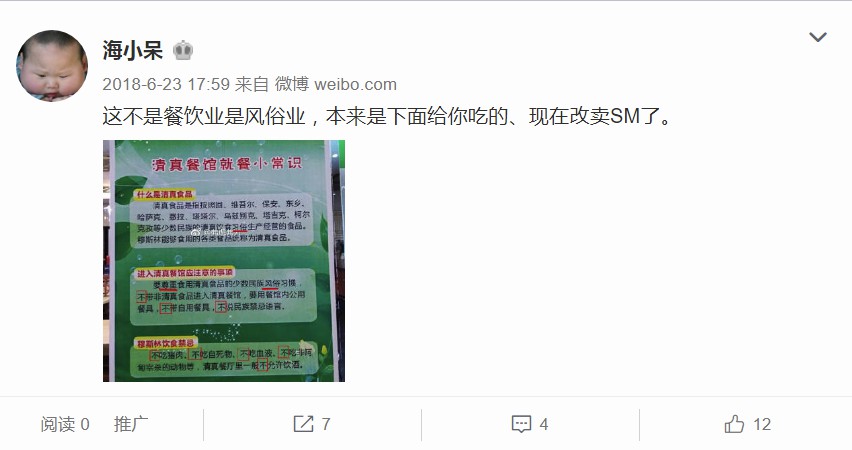 海小呆
2018-6-23 17:59 来自 微博 weibo.com
这不是餐饮业是风俗业，本来是下面给你吃的、现在改卖SM了。
清真餐馆就餐小常识
什么是清真食品
清真食品是指按照回、维吾尔、保安、东乡、
哈萨克、撒拉、塔塔尔、乌兹别克、塔吉克、柯尔
克孜等少数民族的清真饮食习俗生产经营的食品。
穆斯林能够食用的各类食品统称为清真食品。
进入清真餐馆应注意的事项
要尊重食用清真食品的少数民族风俗习惯，
不带非清真食品进入清真餐馆，要用餐馆内公用
餐具，不带自用餐具，不说民族禁忌语言。
穆斯林饮食禁忌
不吃猪肉、不吃自死物、不吃血液、不吃非阿
訇宰杀的动物等，清真餐厅里一般不允许饮酒。
阅读 0 推广 7 4 12